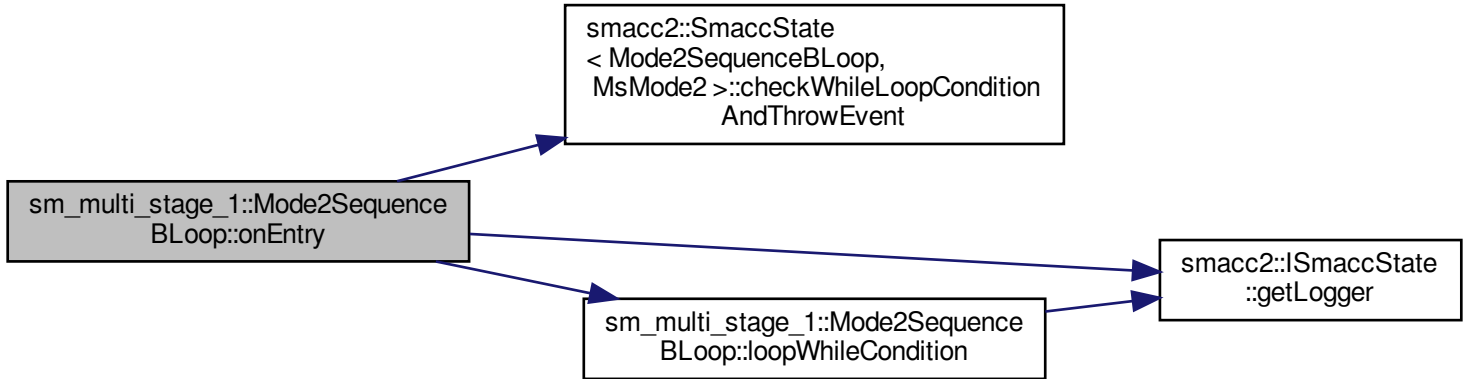 smacc2::SmaccState
< Mode2SequenceBLoop,
MsMode2 >::checkWhileLoopCondition
AndThrowEvent
sm_multi_stage_1::Mode2Sequence
BLoop::onEntry
smacc2::ISmaccState
::getLogger
sm_multi_stage_1::Mode2Sequence
BLoop::loopWhileCondition